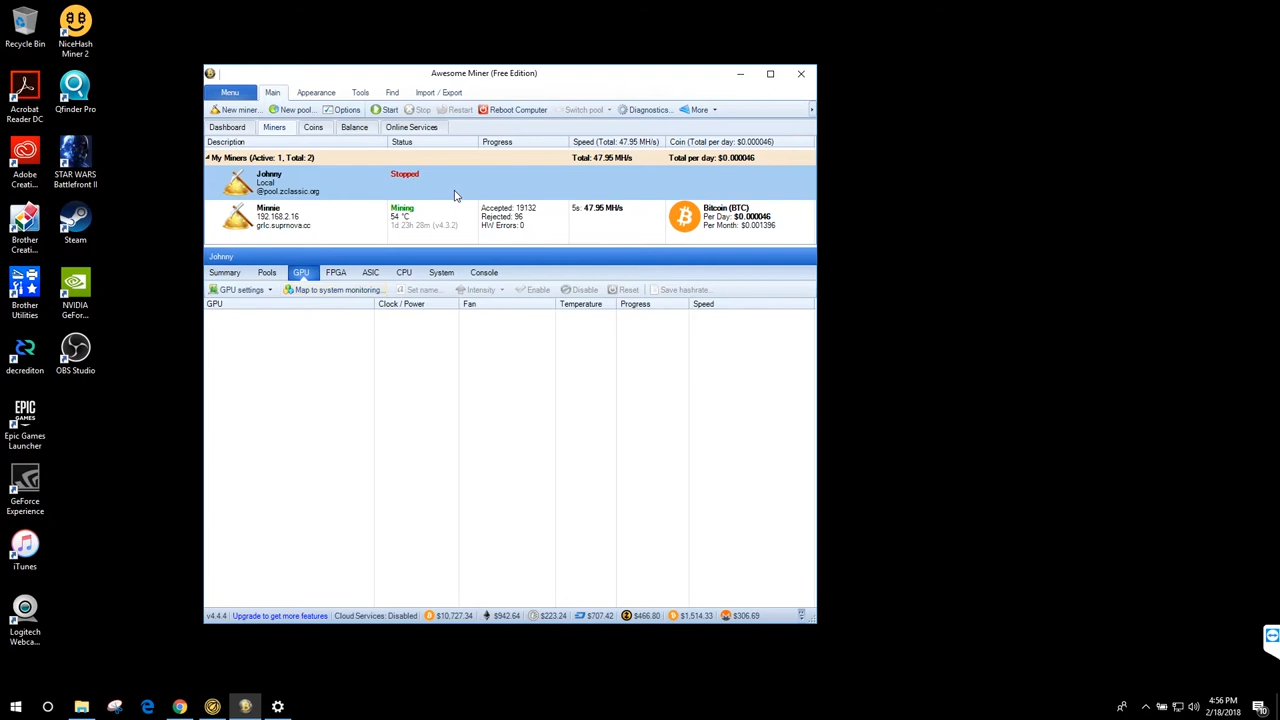 Recycle Bin
NiceHash
Miner 2
Acrobat
Reader DC
Qfinder Pro
Adobe
Creati...
STAR WARS
Battlefront II
Brother
Creati...
Steam
Brother
Utilities
NVIDIA
GeFor...
decrediton
OBS Studio
EPIC
GAMES
Epic Games
Launcher
GeForce
Experience
iTunes
Logitech
Webca...
Awesome Miner (Free Edition)
Menu Main Appearance Tools Find Import / Export
New miner... New pool... Options Start Stop Restart Reboot Computer Switch pool Diagnostics... More
Dashboard Miners Coins Balance Online Services
Description Status Progress Speed (Total: 47.95 MH/s) Coin (Total per day: $0.000046)
My Miners (Active: 1, Total: 2) Total: 47.95 MH/s Total per day: $0.000046
Johnny Stopped
Local
@pool.zclassic.org
Minnie Mining Accepted: 19132 5s: 47.95 MH/s Bitcoin (BTC)
192.168.2.16 54 °C Rejected: 96 Per Day: $0.000046
grlc.suprnova.cc 1d 23h 28m (v4.3.2) HW Errors: 0 Per Month: $0.001396
Johnny
Summary Pools GPU FPGA ASIC CPU System Console
GPU settings Map to system monitoring... Set name... Intensity Enable Disable Reset Save hashrate...
GPU Clock / Power Fan Temperature Progress Speed
v4.4.4 Upgrade to get more features Cloud Services: Disabled $10,727.34 $942.64 $223.24 $707.42 $466.80 $1,514.33 $306.69
4:56 PM
2/18/2018
10